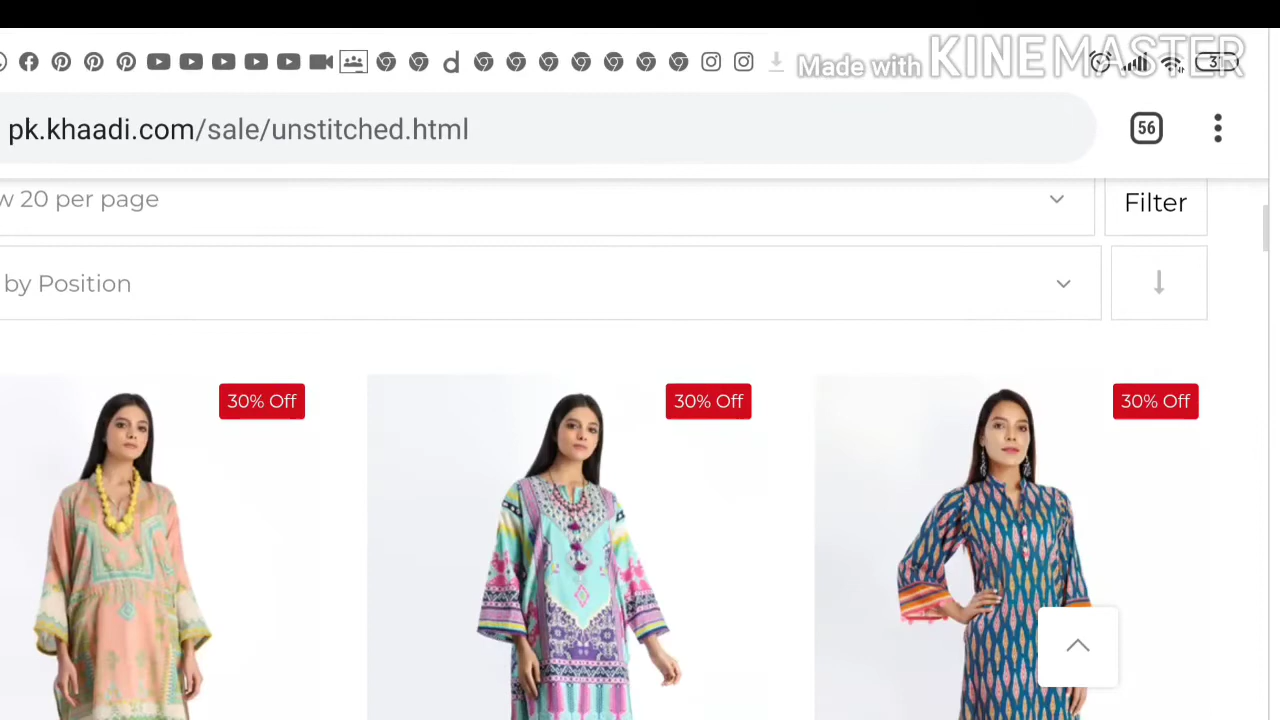 Made with KINEMASTER
31
pk.khaadi.com/sale/unstitched.html
56
w 20 per page
Filter
by Position
30% Off
30% Off
30% Off